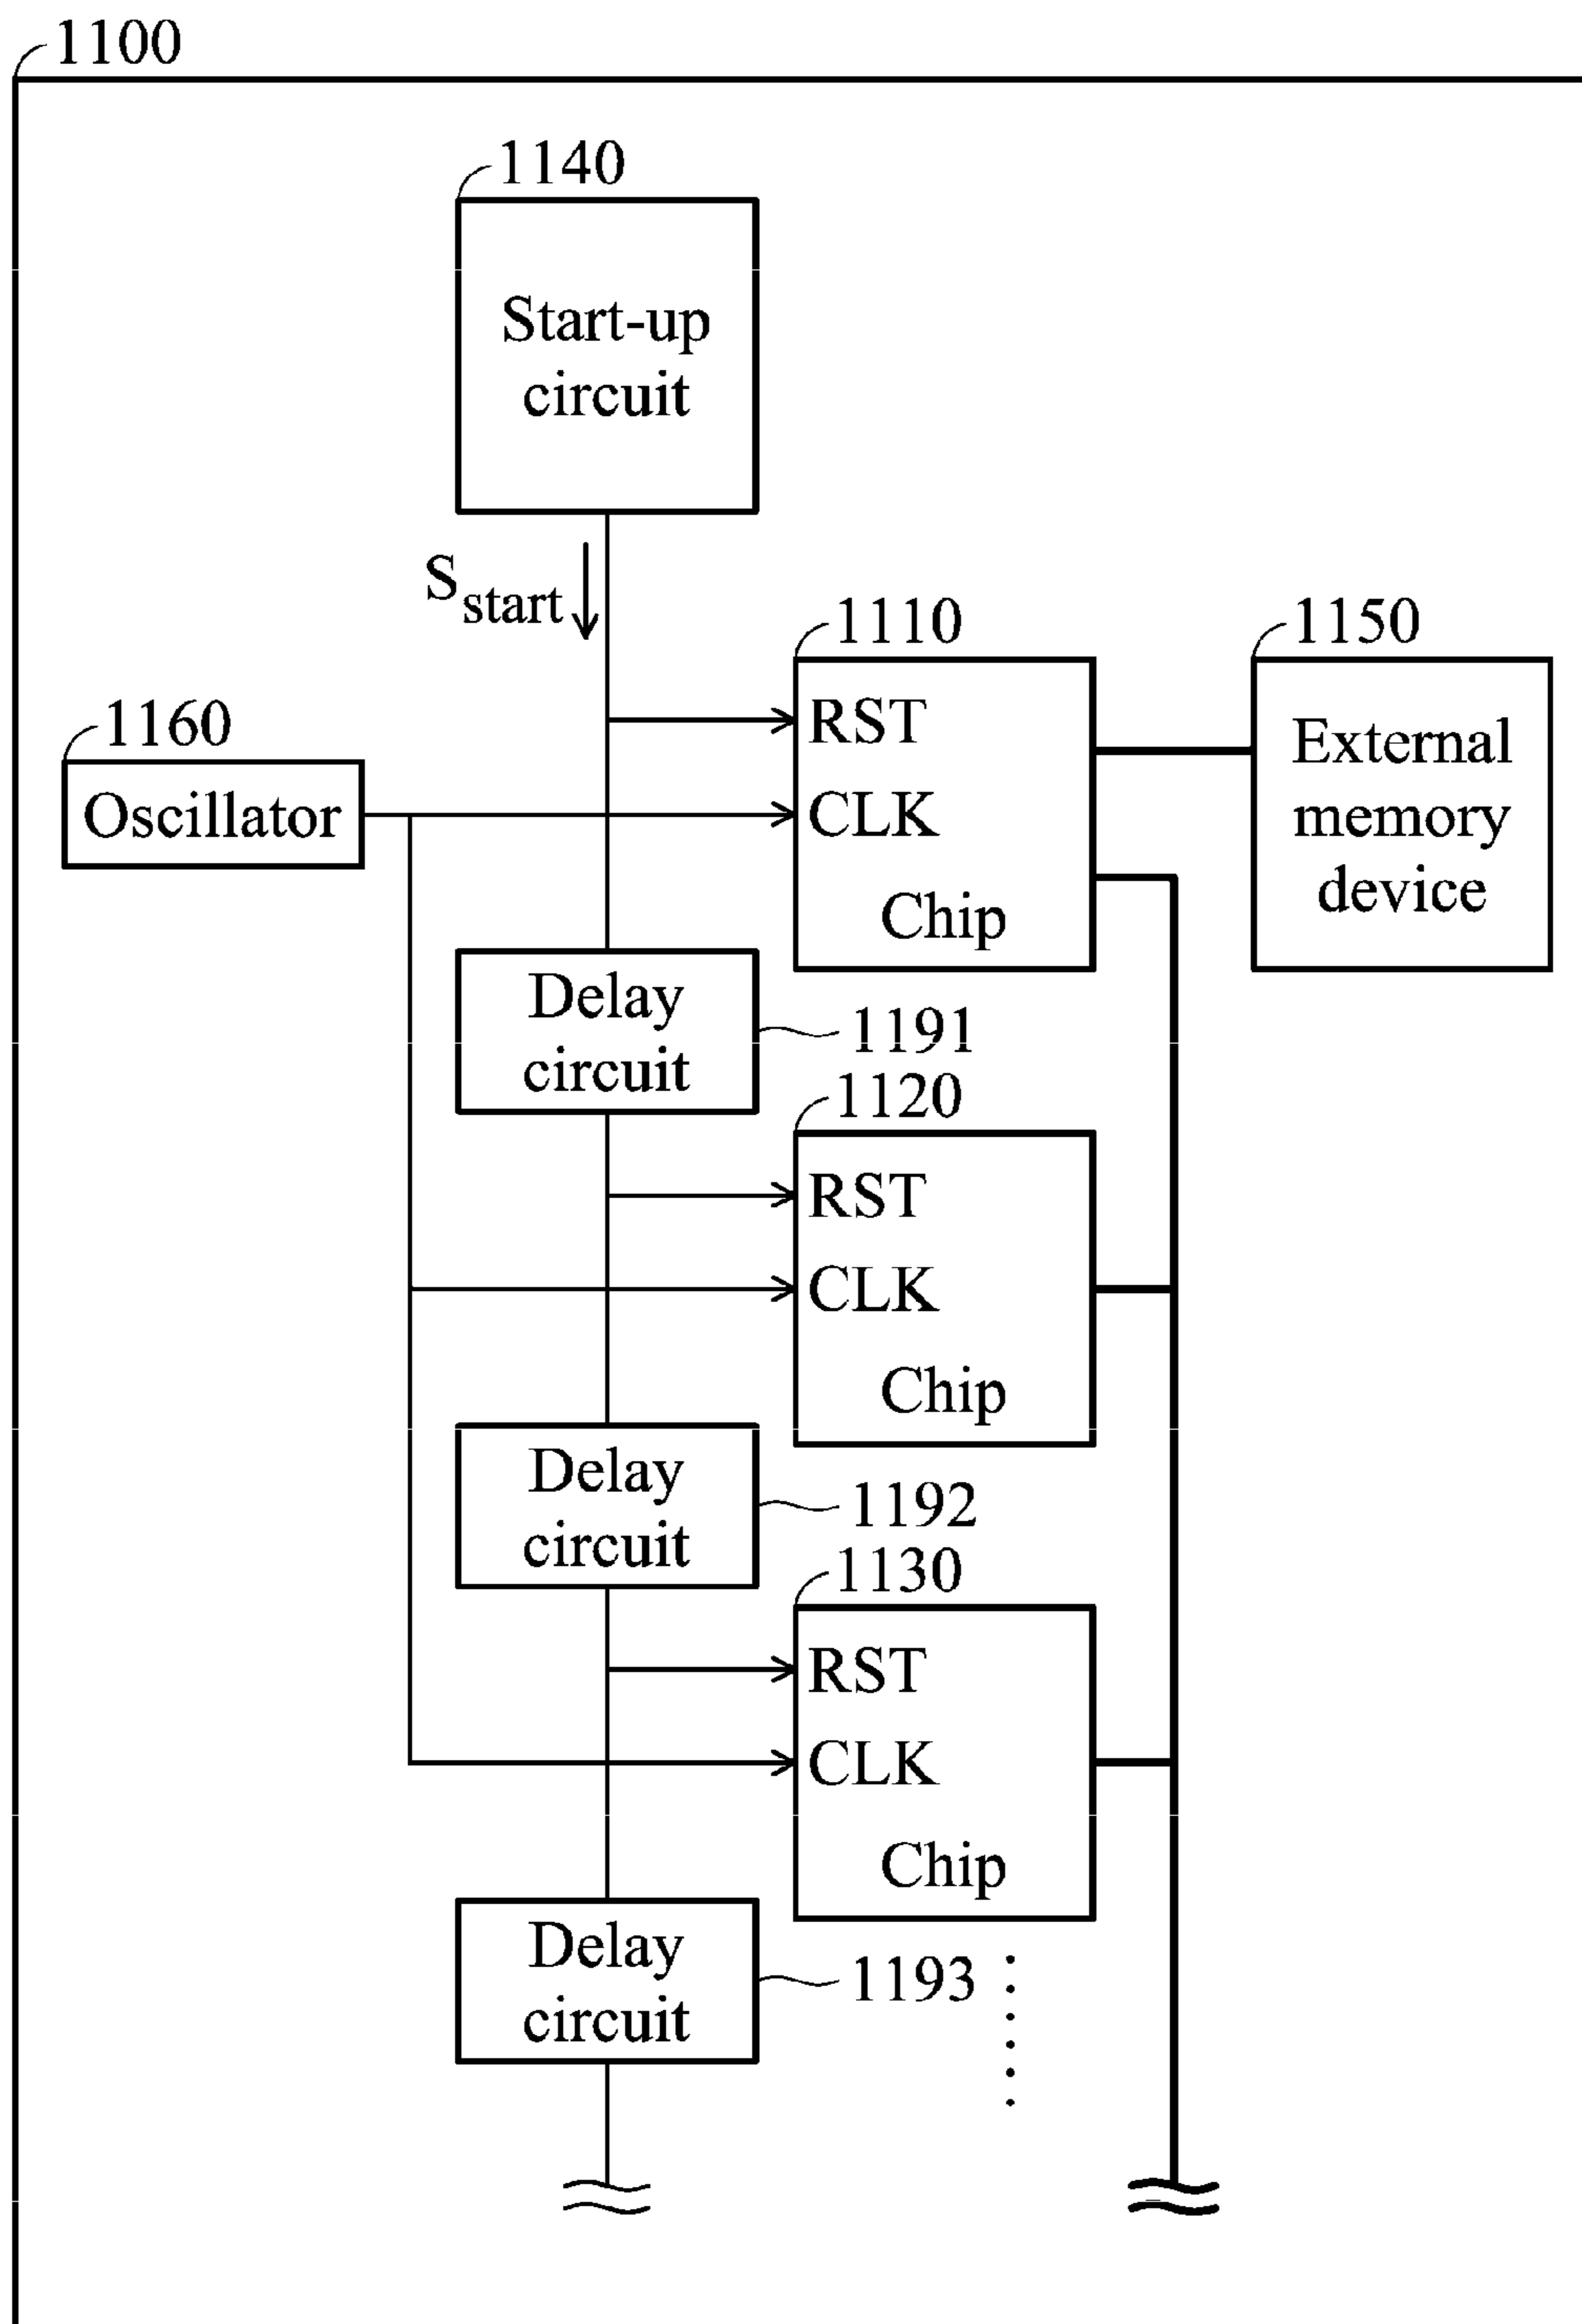 1100
1140
Start-up
circuit
Sstart
1110
1150
1160
RST
External
Oscillator
CLK
memory
device
Chip
Delay
circuit
1191
1120
RST
CLK
Chip
Delay
circuit
1192
1130
RST
CLK
Chip
Delay
circuit
1193